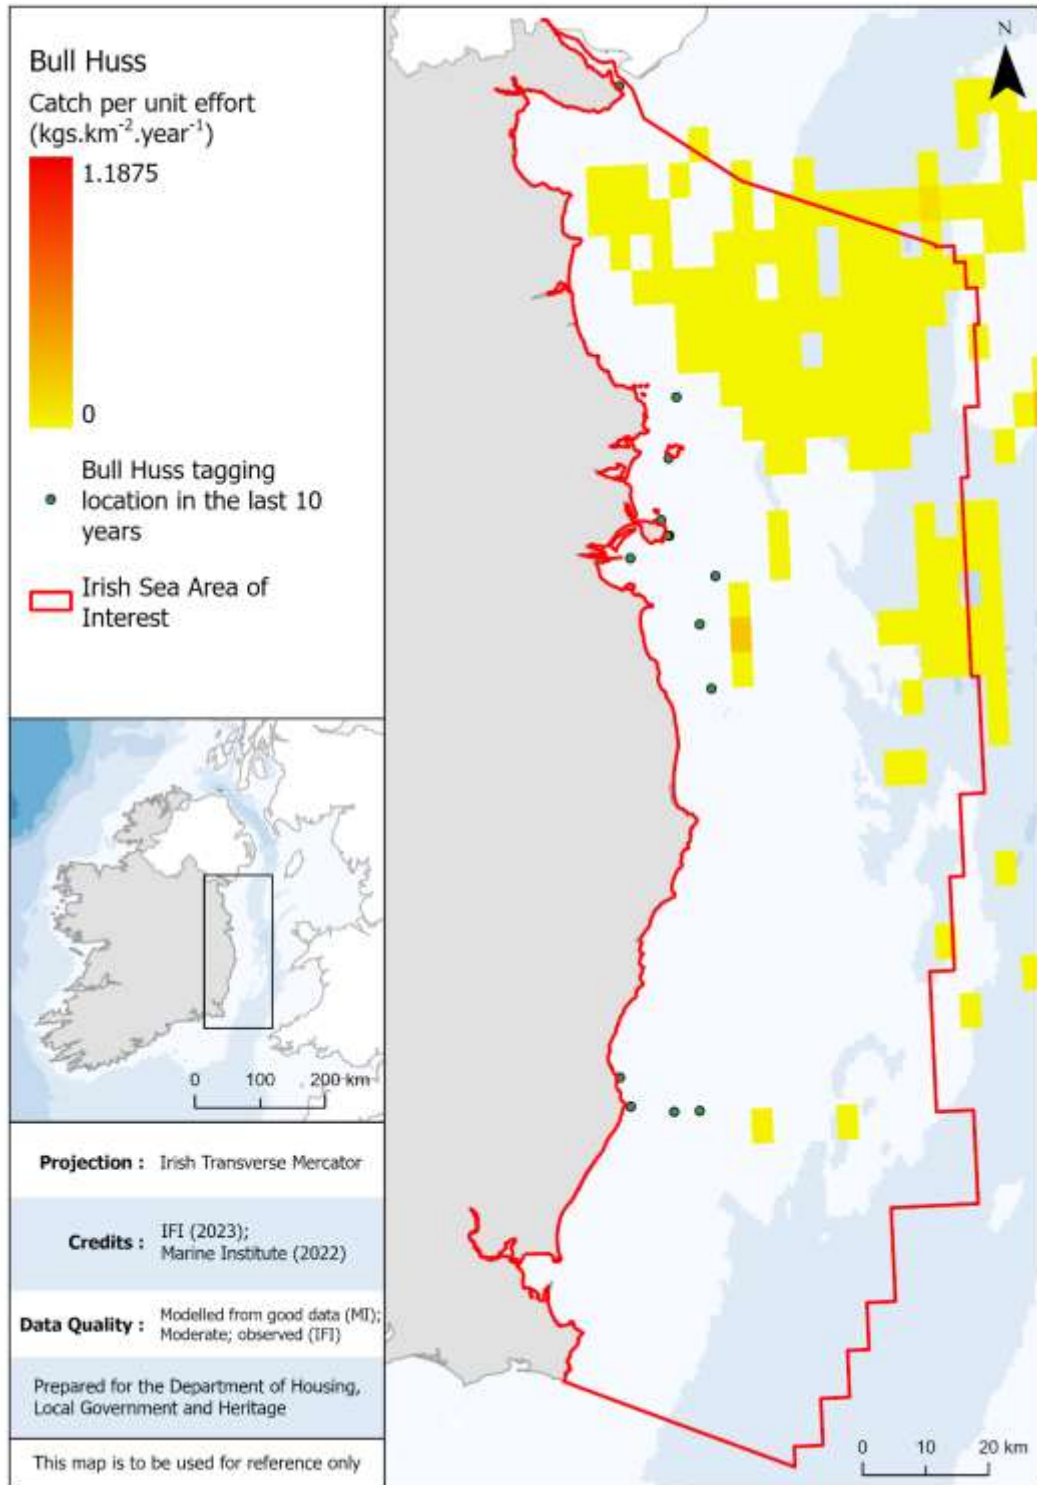 Bull Huss
Catch per unit effort
(kgs.km⁻².year⁻¹)
1.1875
0
Bull Huss tagging
location in the last 10
years
Irish Sea Area of
Interest
N
0 100 200 km
Projection : Irish Transverse Mercator
Credits : IFI (2023);
Marine Institute (2022)
Data Quality : Modelled from good data (MI);
Moderate; observed (IFI)
Prepared for the Department of Housing,
Local Government and Heritage
This map is to be used for reference only
0 10 20 km